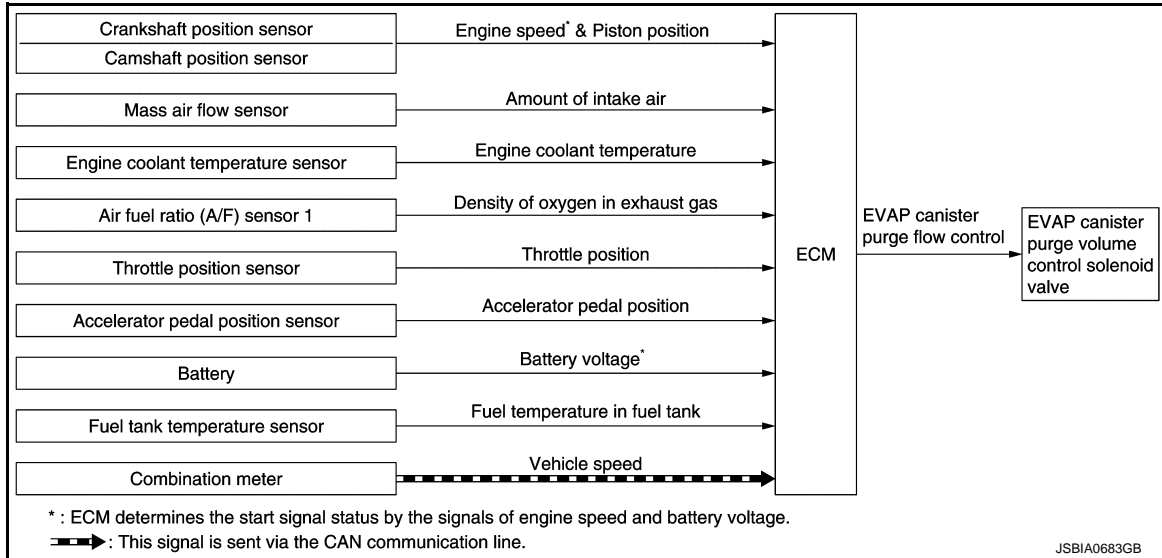 Crankshaft position sensor
Engine speed* & Piston position
Camshaft position sensor
Mass air flow sensor
Amount of intake air
Engine coolant temperature sensor
Engine coolant temperature
Air fuel ratio (A/F) sensor 1
Density of oxygen in exhaust gas
Throttle position sensor
Throttle position
Accelerator pedal position sensor
Accelerator pedal position
Battery
Battery voltage*
Fuel tank temperature sensor
Fuel temperature in fuel tank
Combination meter
Vehicle speed
ECM
EVAP canister
purge flow control
EVAP canister
purge volume
control solenoid
valve
* : ECM determines the start signal status by the signals of engine speed and battery voltage.
: This signal is sent via the CAN communication line.
JSBIA0683GB